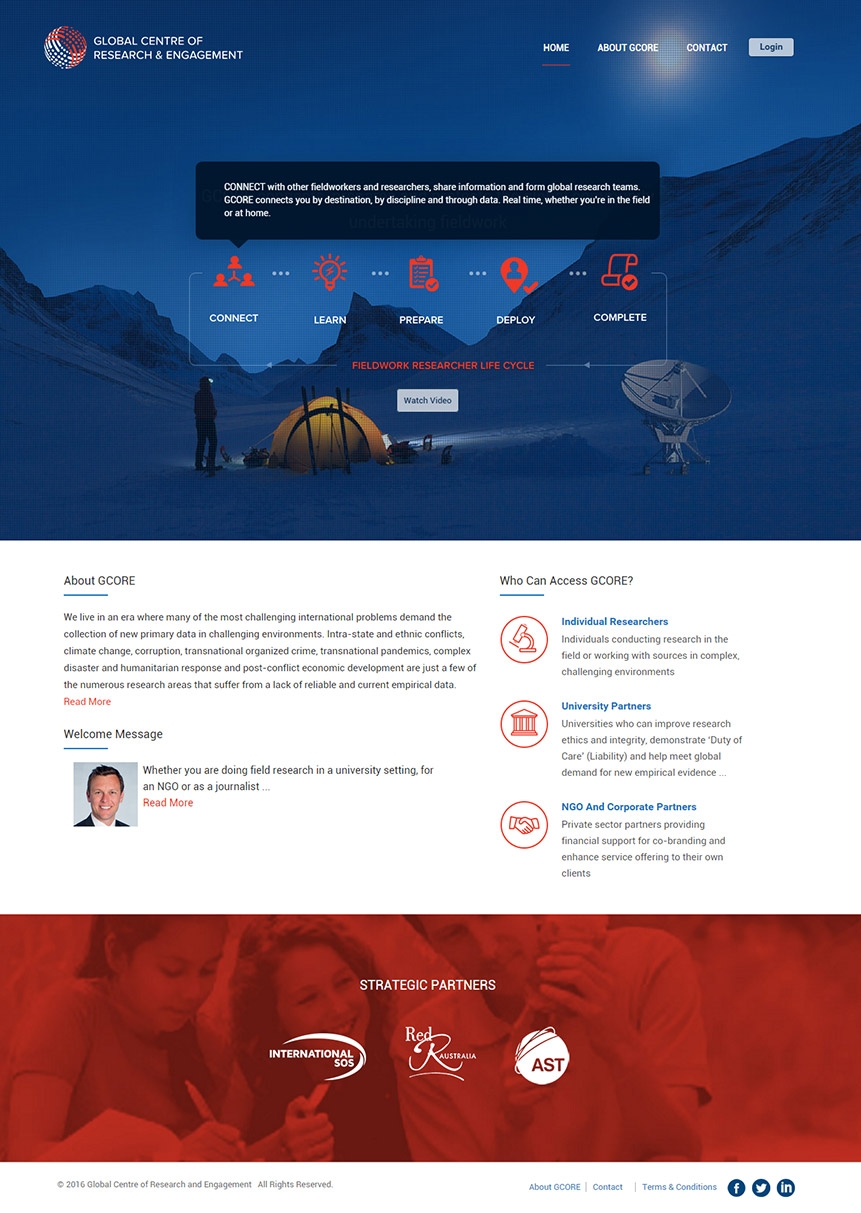 GLOBAL CENTRE OF
RESEARCH & ENGAGEMENT
HOME
ABOUT GCORE
CONTACT
Login
CONNECT with other fieldworkers and researchers, share information and form global research teams.
GCORE connects you by destination, by discipline and through data. Real time, whether you're in the field
or at home.
undertaking fieldwork
CONNECT
LEARN
PREPARE
DEPLOY
COMPLETE
FIELDWORK RESEARCHER LIFE CYCLE
Watch Video
About GCORE
We live in an era where many of the most challenging international problems demand the
collection of new primary data in challenging environments. Intra-state and ethnic conflicts,
climate change, corruption, transnational organized crime, transnational pandemics, complex
disaster and humanitarian response and post-conflict economic development are just a few of
the numerous research areas that suffer from a lack of reliable and current empirical data.
Read More
Welcome Message
Whether you are doing field research in a university setting, for
an NGO or as a journalist ...
Read More
Who Can Access GCORE?
Individual Researchers
Individuals conducting research in the
field or working with sources in complex,
challenging environments
University Partners
Universities who can improve research
ethics and integrity, demonstrate 'Duty of
Care' (Liability) and help meet global
demand for new empirical evidence ...
NGO And Corporate Partners
Private sector partners providing
financial support for co-branding and
enhance service offering to their own
clients
STRATEGIC PARTNERS
INTERNATIONAL
SOS
Red
R AUSTRALIA
AST
© 2016 Global Centre of Research and Engagement All Rights Reserved.
About GCORE | Contact | Terms & Conditions